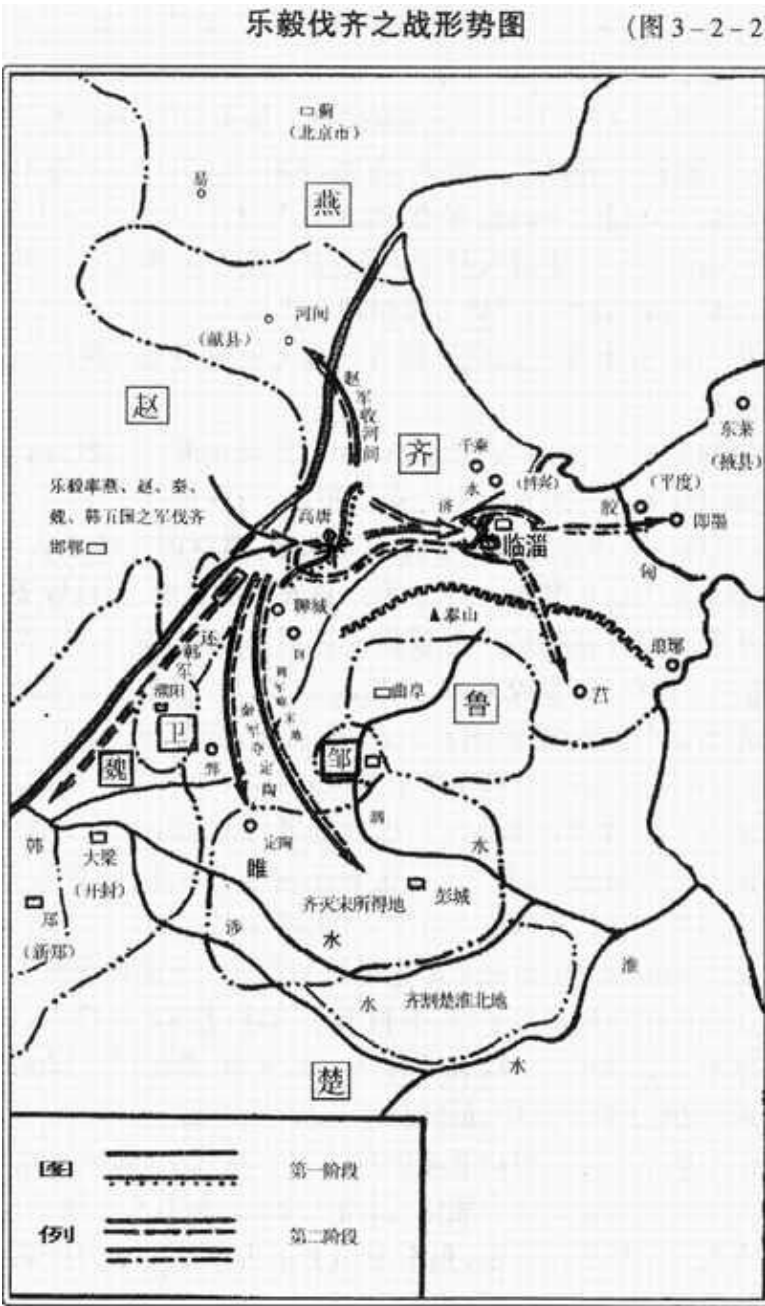 乐毅伐齐之战形势图
(图3-2-2
蓟
(北京市)
易
燕
河间
(献县)
赵
赵军收河间
齐
东莱
(掖县)
千乘
(博兴)
济
水
(平度)
胶
即墨
乐毅率燕、赵、秦、
魏、韩五国之军伐齐
邯郸
高唐
临淄
聊城
泰山
琅琊
莒
还
韩
军
濮阳
卫
曲阜
鲁
魏
邹
泗
水
韩
大梁
(开封)
定陶
睢
齐灭宋所得地
彭城
郑
(新郑)
水
淮
水
齐割楚淮北地
水
楚
图
例
第一阶段
第二阶段